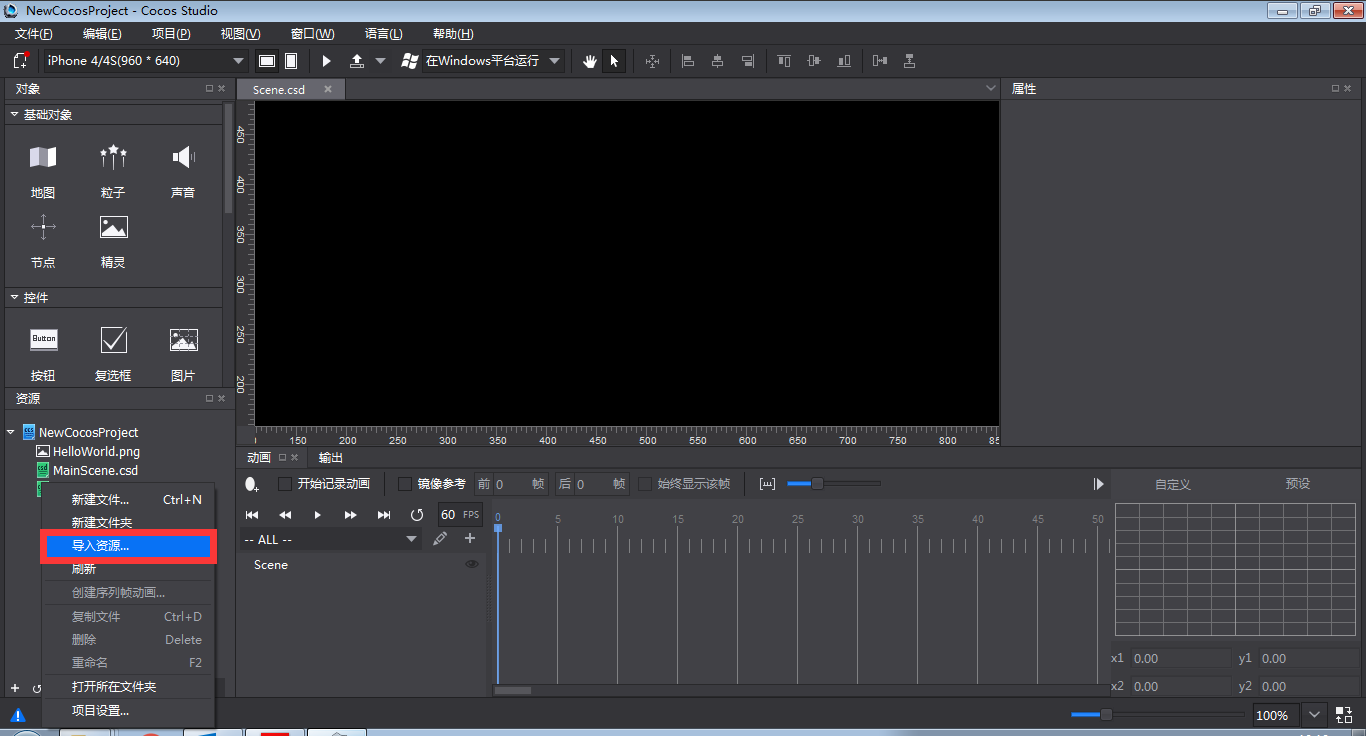 NewCocosProject - Cocos Studio
文件(F) 编辑(E) 项目(P) 视图(V) 窗口(W) 语言(L) 帮助(H)
iPhone 4/4S(960 * 640) 在Windows平台运行
对象 Scene.csd 属性
基础对象
地图 粒子 声音
节点 精灵
控件
Button
按钮 复选框 图片
450
400
350
300
250
200
150 200 250 300 350 400 450 500 550 600 650 700 750 800 85
资源
NewCocosProject
HelloWorld.png
MainScene.csd
新建文件... Ctrl+N
新建文件夹
导入资源...
刷新
创建序列帧动画...
复制文件 Ctrl+D
删除 Delete
重命名 F2
打开所在文件夹
项目设置...
动画 输出
开始记录动画 镜像参考 前 0 帧 后 0 帧 始终显示该帧 自定义 预设
60 FPS 0 5 10 15 20 25 30 35 40 45 50
-- ALL --
Scene
x1 0.00 y1 0.00
x2 0.00 y2 0.00
100%